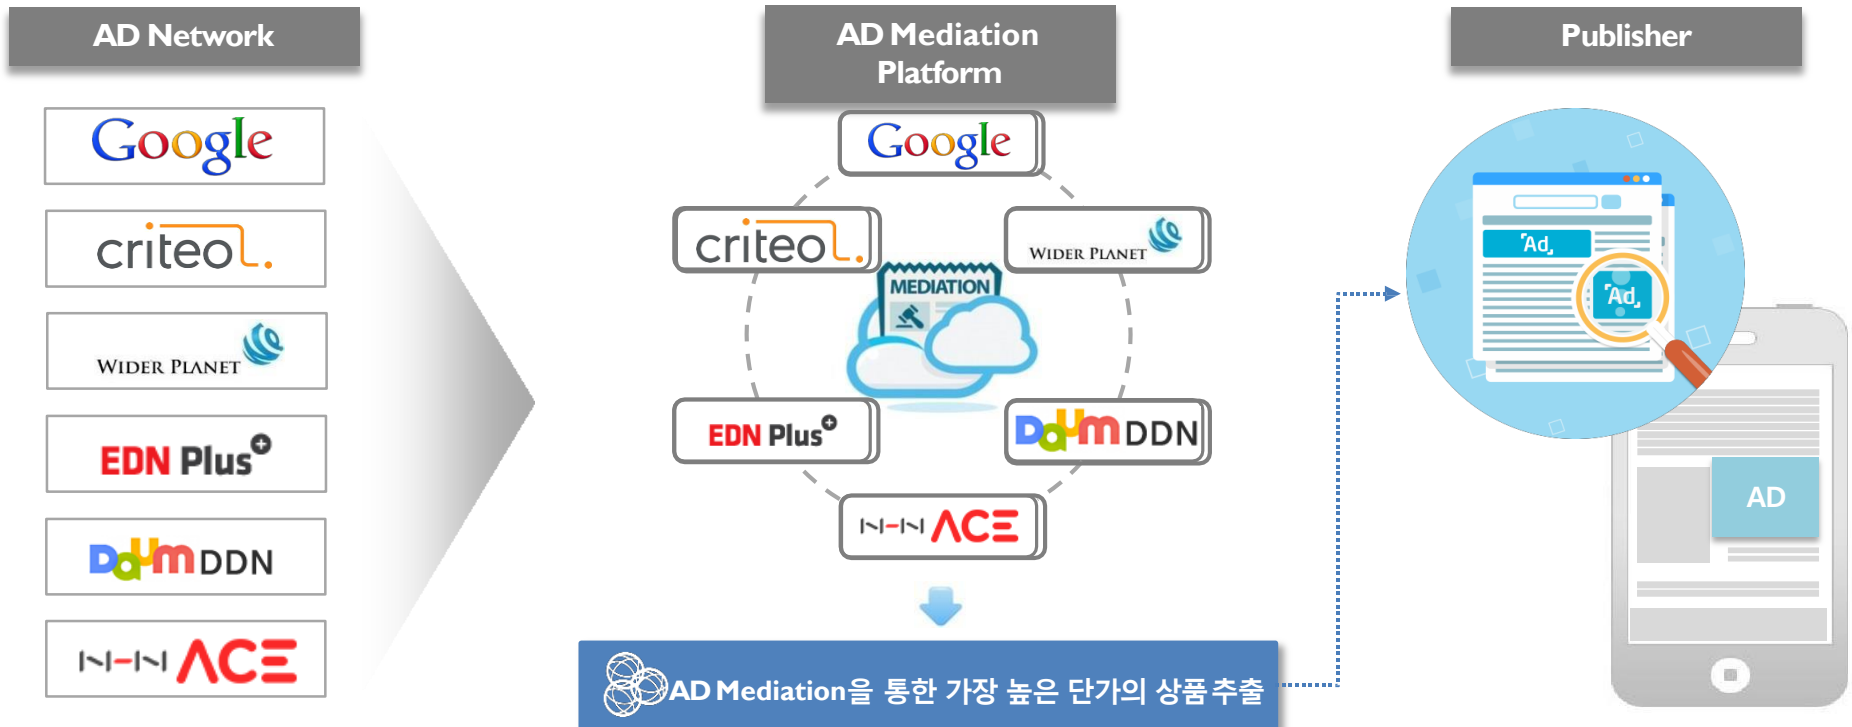 AD Network
Google
criteo
WIDER PLANET
EDN Plus
Daum DDN
NHN ACE
AD Mediation
Platform
Google
criteo
WIDER PLANET
MEDIATION
EDN Plus
Daum DDN
NHN ACE
AD Mediation을 통한 가장 높은 단가의 상품 추출
Publisher
Ad
Ad
AD